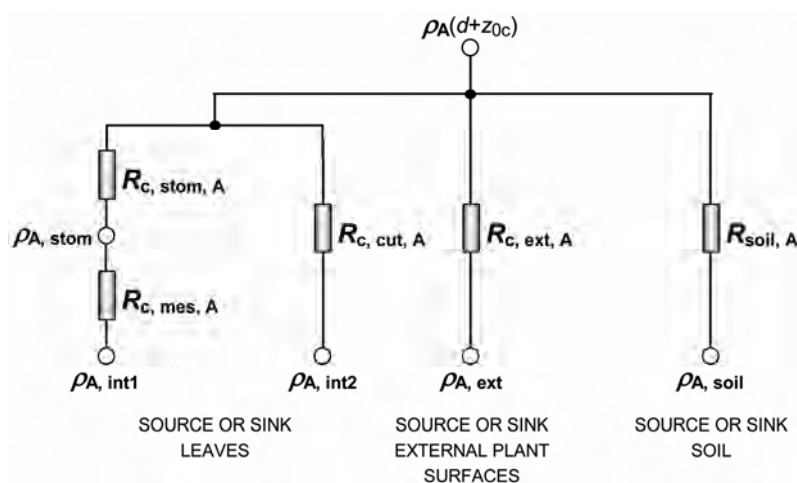 ρA(d+z0c)
Rc, stom, A
ρA, stom
Rc, cut, A
Rc, ext, A
Rsoil, A
Rc, mes, A
ρA, int1
ρA, int2
ρA, ext
ρA, soil
SOURCE OR SINK
LEAVES
SOURCE OR SINK
EXTERNAL PLANT
SURFACES
SOURCE OR SINK
SOIL